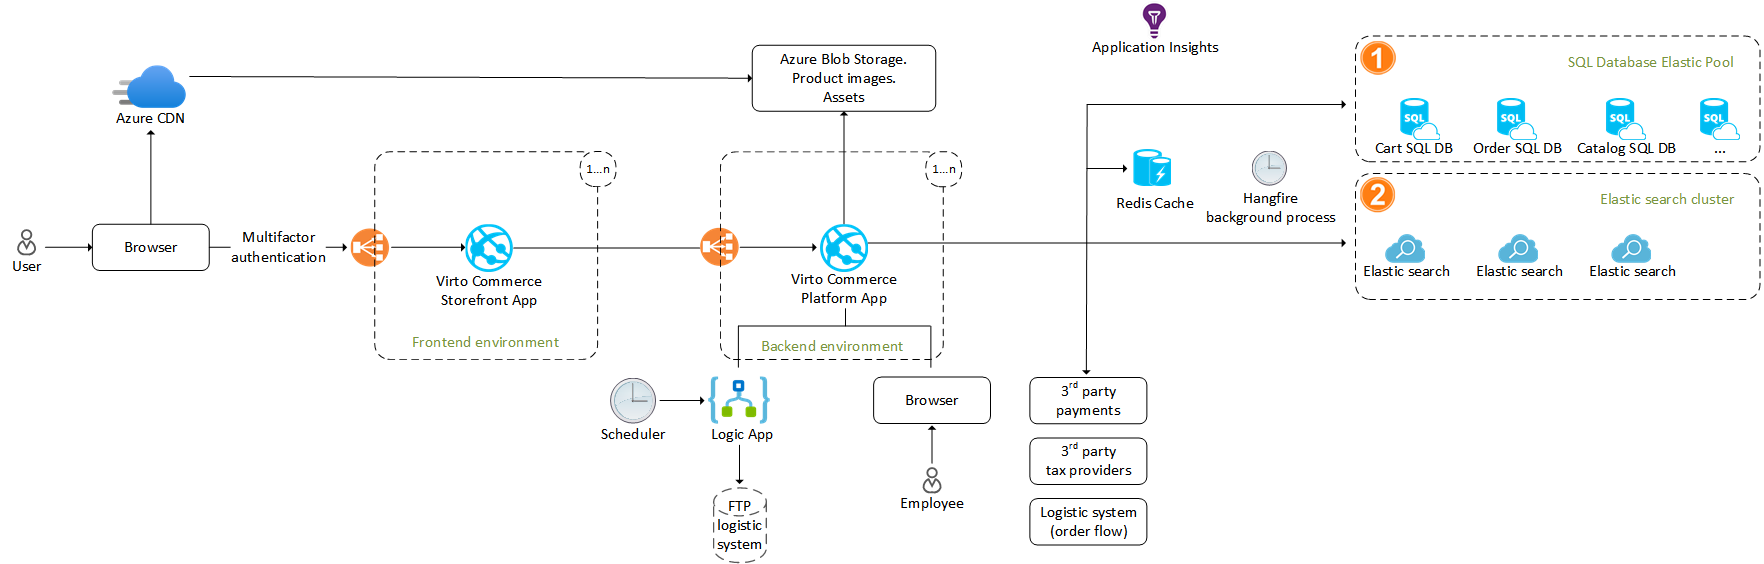 Application Insights
1
SQL Database Elastic Pool
Azure Blob Storage.
Product images.
Assets
Azure CDN
SQL
SQL
SQL
SQL
Cart SQL DB
Order SQL DB
Catalog SQL DB
...
1...n
1...n
2
Elastic search cluster
Redis Cache
Hangfire
background process
User
Browser
Multifactor
authentication
Virto Commerce
Storefront App
Virto Commerce
Platform App
Elastic search
Elastic search
Elastic search
Frontend environment
Backend environment
Scheduler
Logic App
Browser
3rd party
payments
3rd party
tax providers
Employee
FTP
logistic
system
Logistic system
(order flow)